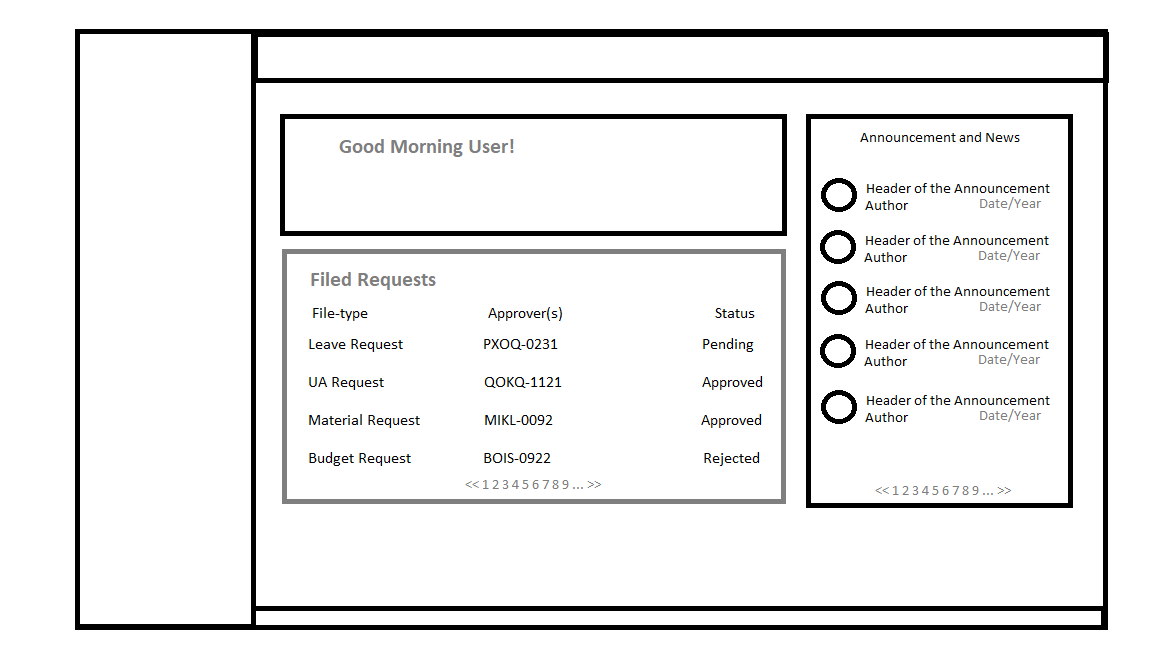 Good Morning User!
Filed Requests
File-type Approver(s) Status
Leave Request PXOQ-0231 Pending
UA Request QOKQ-1121 Approved
Material Request MIKL-0092 Approved
Budget Request BOIS-0922 Rejected
<< 1 2 3 4 5 6 7 8 9 ... >>
Announcement and News
Header of the Announcement
Author Date/Year
Header of the Announcement
Author Date/Year
Header of the Announcement
Author Date/Year
Header of the Announcement
Author Date/Year
Header of the Announcement
Author Date/Year
<< 1 2 3 4 5 6 7 8 9 ... >>